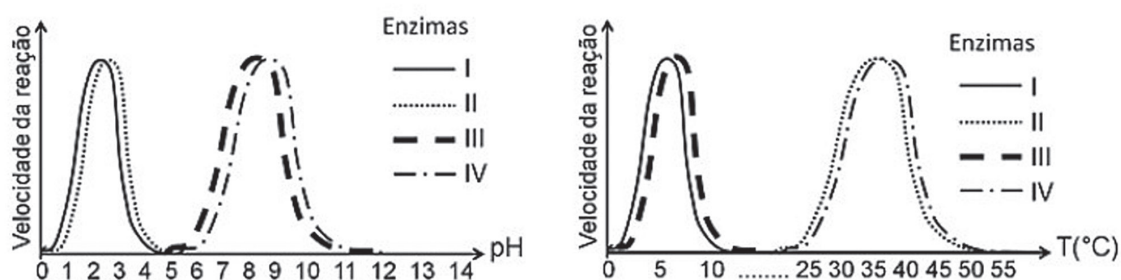 Velocidade da reação
Enzimas
I
II
III
IV
pH
0 1 2 3 4 5 6 7 8 9 10 11 12 13 14
Velocidade da reação
Enzimas
I
II
III
IV
T(°C)
0 5 10 ........ 25 30 35 40 45 50 55